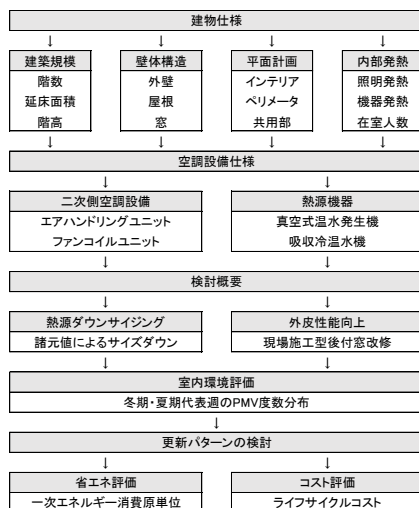 建物仕様
↓ ↓ ↓ ↓
建築規模 壁体構造 平面計画 内部発熱
階数 外壁 インテリア 照明発熱
延床面積 屋根 ペリメータ 機器発熱
階高 窓 共用部 在室人数
↓ ↓ ↓ ↓
空調設備仕様
↓ ↓
二次側空調設備 熱源機器
エアハンドリングユニット 真空式温水発生機
ファンコイルユニット 吸収冷温水機
↓ ↓
検討概要
↓ ↓
熱源ダウンサイジング 外皮性能向上
諸元値によるサイズダウン 現場施工型後付窓改修
↓ ↓
室内環境評価
冬期・夏期代表週のPMV度数分布
↓
更新パターンの検討
↓ ↓
省エネ評価 コスト評価
一次エネルギー消費原単位 ライフサイクルコスト